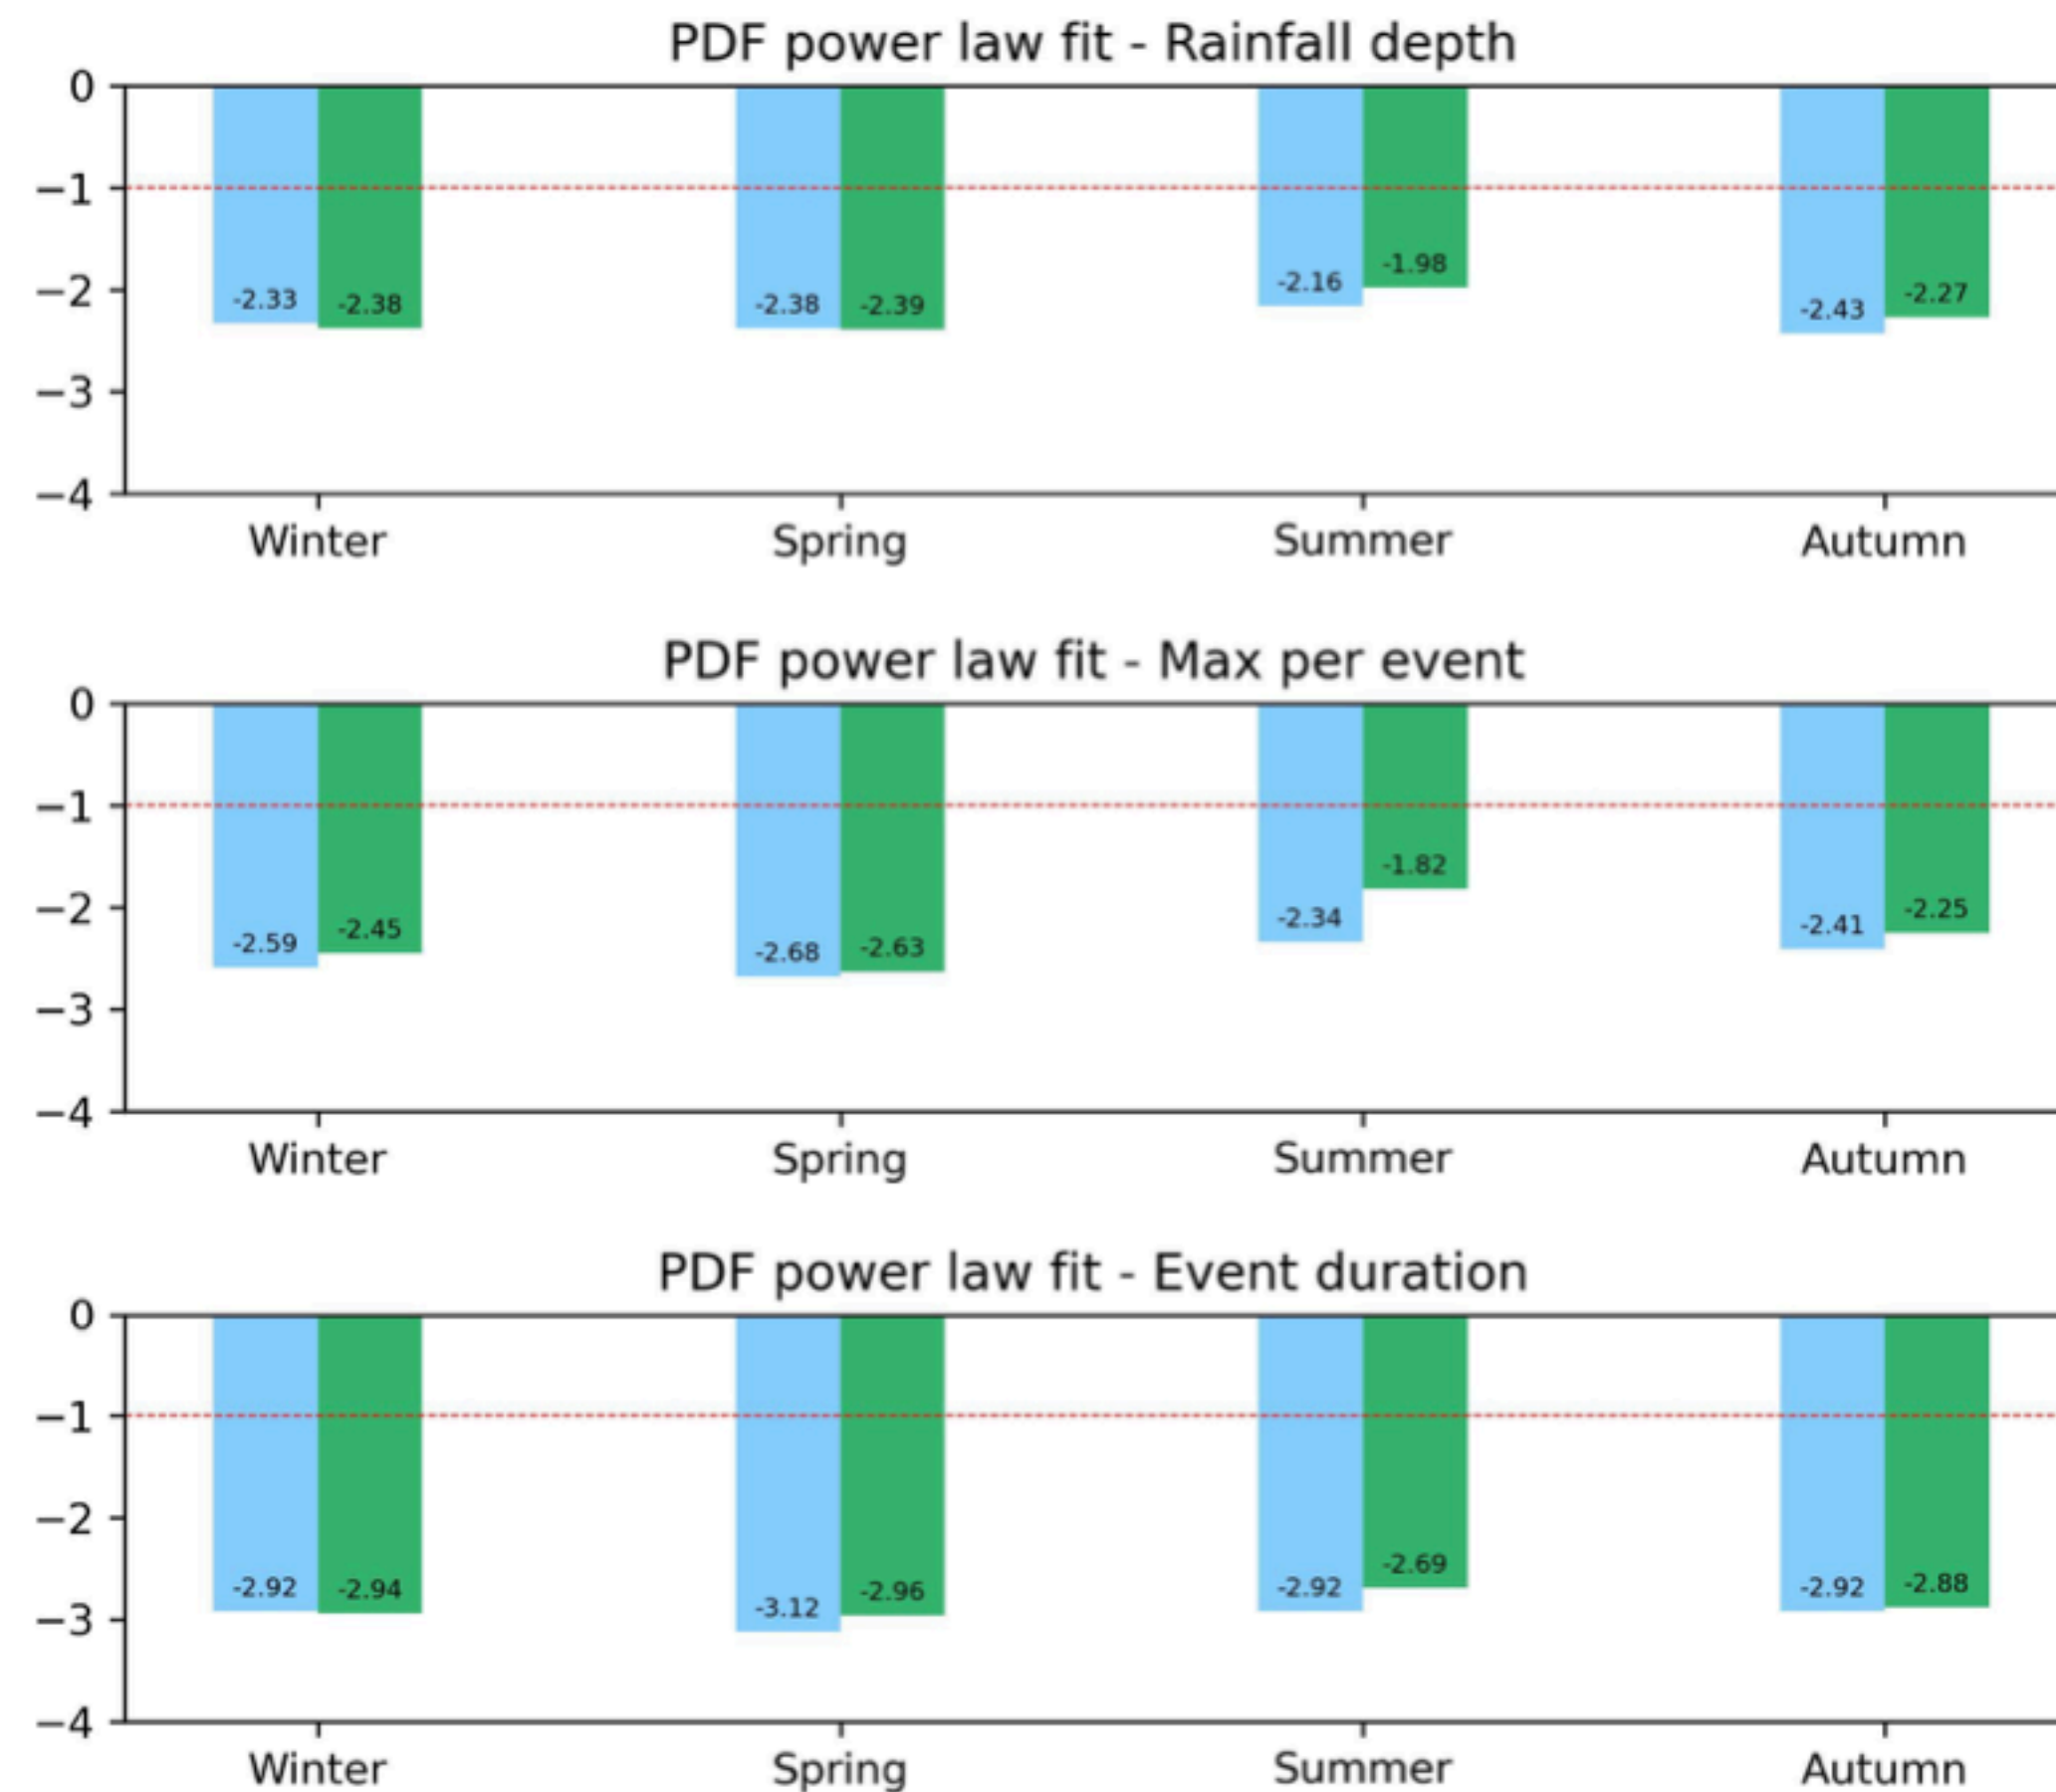 PDF power law fit - Rainfall depth
0
−1
−2
−3
−4
-2.33 -2.38 -2.38 -2.39 -2.16 -1.98 -2.43 -2.27
Winter Spring Summer Autumn
PDF power law fit - Max per event
0
−1
−2
−3
−4
-2.59 -2.45 -2.68 -2.63 -2.34 -1.82 -2.41 -2.25
Winter Spring Summer Autumn
PDF power law fit - Event duration
0
−1
−2
−3
−4
-2.92 -2.94 -3.12 -2.96 -2.92 -2.69 -2.92 -2.88
Winter Spring Summer Autumn